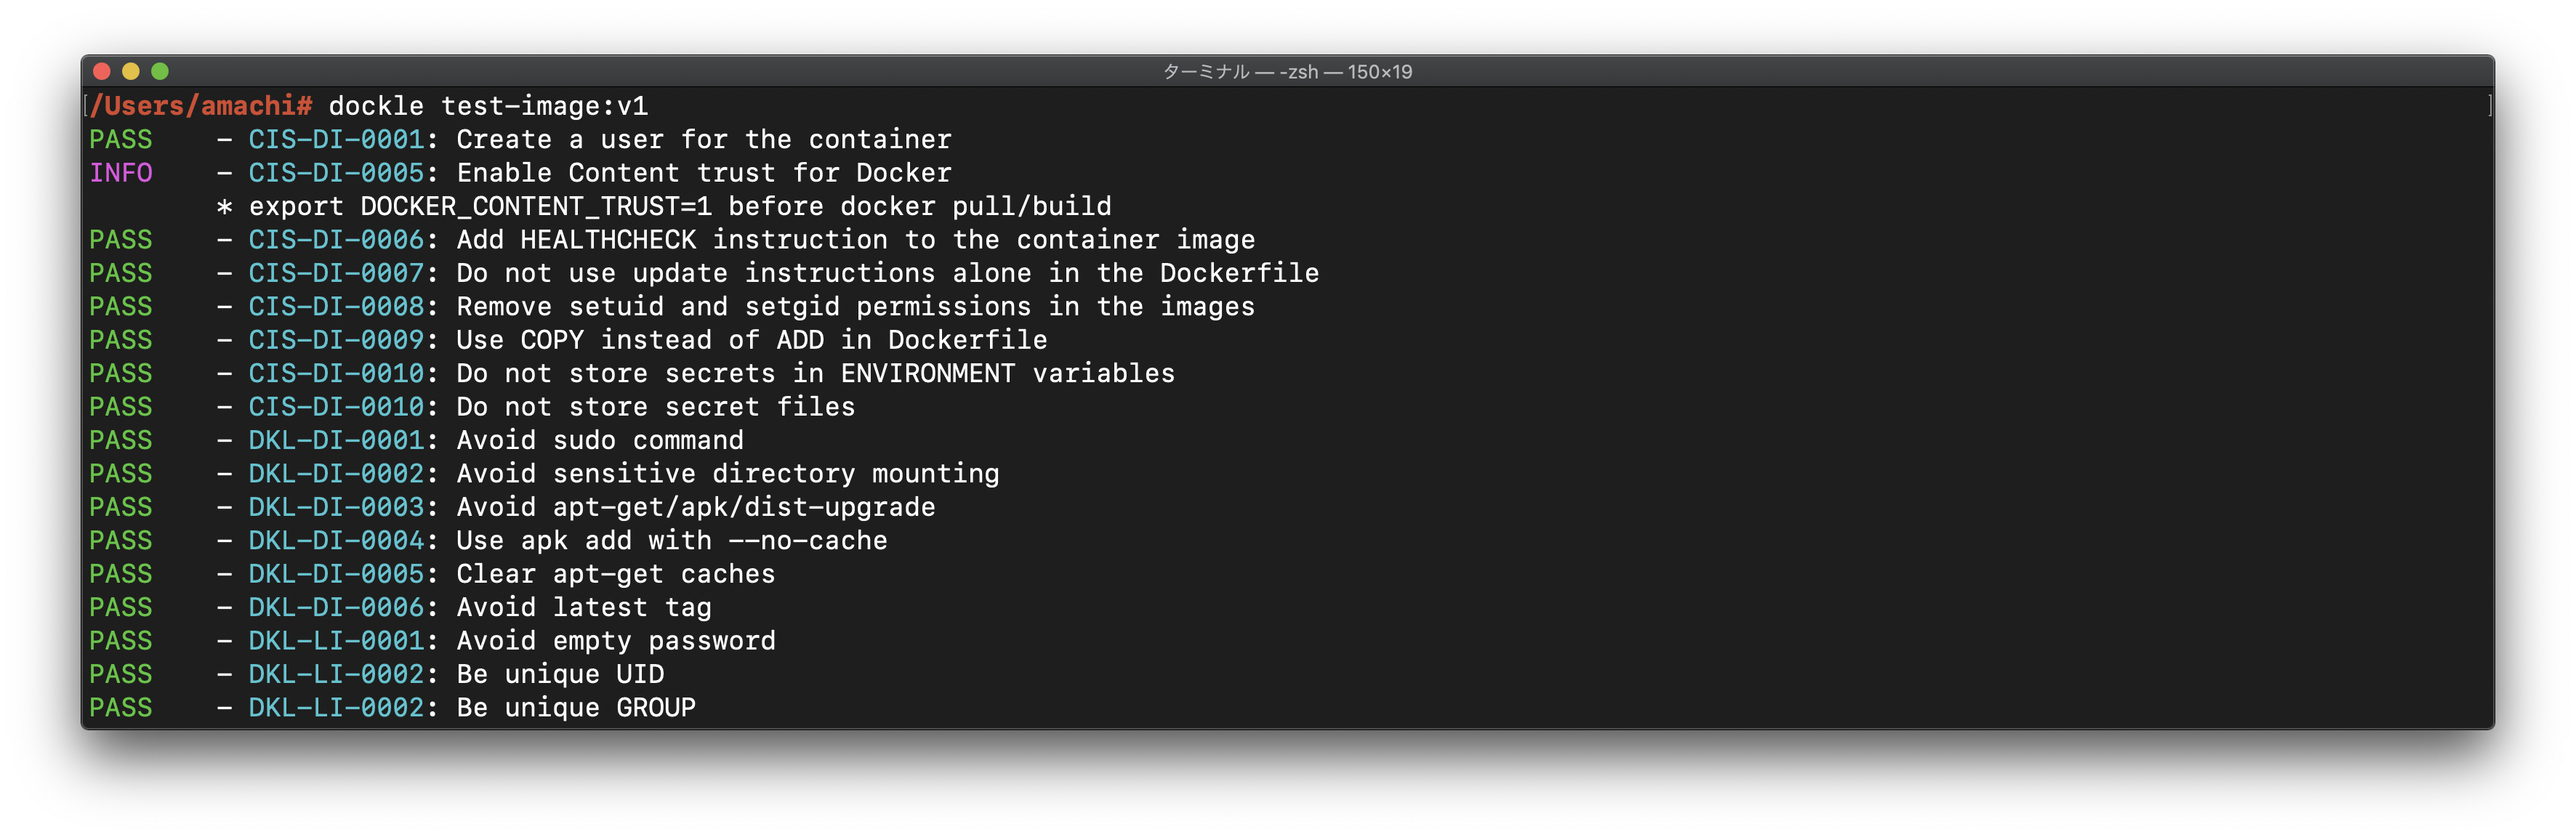 ターミナル — -zsh — 150×19
[/Users/amachi# dockle test-image:v1 ]
PASS - CIS-DI-0001: Create a user for the container
INFO - CIS-DI-0005: Enable Content trust for Docker
* export DOCKER_CONTENT_TRUST=1 before docker pull/build
PASS - CIS-DI-0006: Add HEALTHCHECK instruction to the container image
PASS - CIS-DI-0007: Do not use update instructions alone in the Dockerfile
PASS - CIS-DI-0008: Remove setuid and setgid permissions in the images
PASS - CIS-DI-0009: Use COPY instead of ADD in Dockerfile
PASS - CIS-DI-0010: Do not store secrets in ENVIRONMENT variables
PASS - CIS-DI-0010: Do not store secret files
PASS - DKL-DI-0001: Avoid sudo command
PASS - DKL-DI-0002: Avoid sensitive directory mounting
PASS - DKL-DI-0003: Avoid apt-get/apk/dist-upgrade
PASS - DKL-DI-0004: Use apk add with --no-cache
PASS - DKL-DI-0005: Clear apt-get caches
PASS - DKL-DI-0006: Avoid latest tag
PASS - DKL-LI-0001: Avoid empty password
PASS - DKL-LI-0002: Be unique UID
PASS - DKL-LI-0002: Be unique GROUP